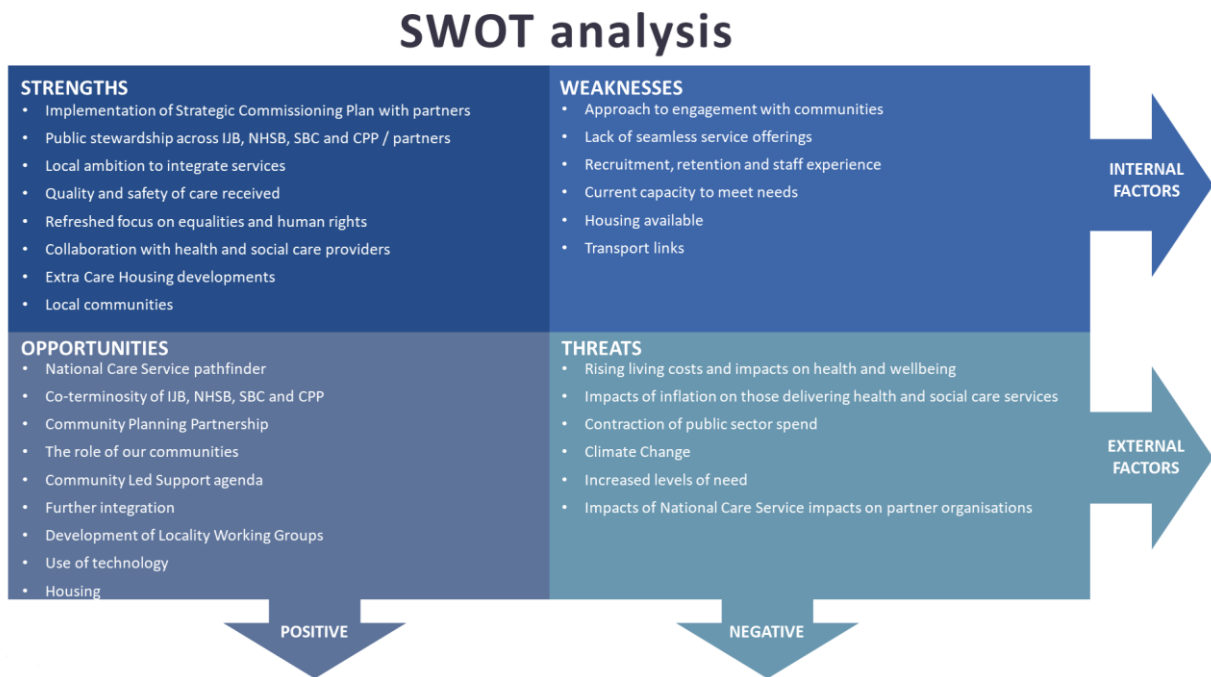 SWOT analysis
STRENGTHS
• Implementation of Strategic Commissioning Plan with partners
• Public stewardship across IJB, NHSB, SBC and CPP / partners
• Local ambition to integrate services
• Quality and safety of care received
• Refreshed focus on equalities and human rights
• Collaboration with health and social care providers
• Extra Care Housing developments
• Local communities
WEAKNESSES
• Approach to engagement with communities
• Lack of seamless service offerings
• Recruitment, retention and staff experience
• Current capacity to meet needs
• Housing available
• Transport links
INTERNAL
FACTORS
OPPORTUNITIES
• National Care Service pathfinder
• Co-terminosity of IJB, NHSB, SBC and CPP
• Community Planning Partnership
• The role of our communities
• Community Led Support agenda
• Further integration
• Development of Locality Working Groups
• Use of technology
• Housing
THREATS
• Rising living costs and impacts on health and wellbeing
• Impacts of inflation on those delivering health and social care services
• Contraction of public sector spend
• Climate Change
• Increased levels of need
• Impacts of National Care Service impacts on partner organisations
EXTERNAL
FACTORS
POSITIVE
NEGATIVE